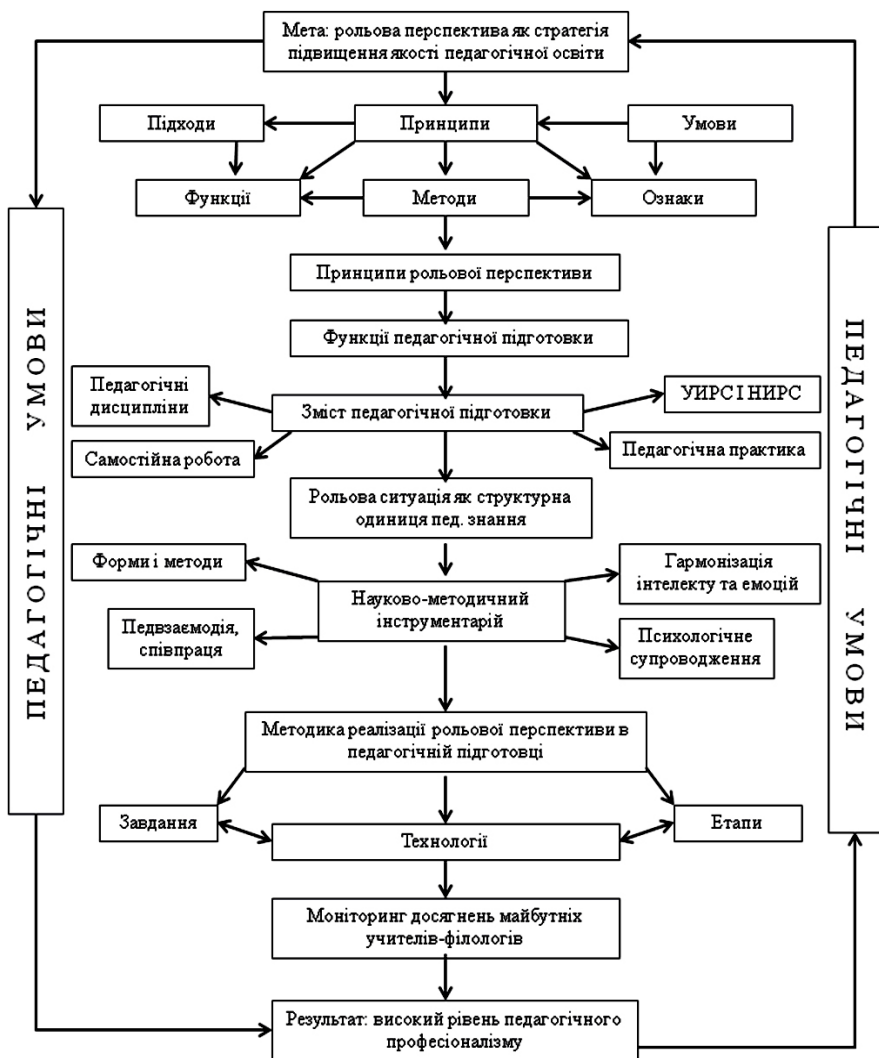 Мета: рольова перспектива як стратегія
підвищення якості педагогічної освіти
Підходи
Принципи
Умови
Функції
Методи
Ознаки
Принципи рольової перспективи
Функції педагогічної підготовки
Педагогічні
дисципліни
Зміст педагогічної підготовки
УИРС І НИРС
Самостійна робота
Педагогічна практика
Рольова ситуація як структурна
одиниця пед. знання
Форми і методи
Гармонізація
інтелекту та емоцій
Науково-методичний
інструментарій
Педвзаємодія,
співпраця
Психологічне
супроводження
Методика реалізації рольової перспективи в
педагогічній підготовці
Завдання
Технології
Етапи
Моніторинг досягнень майбутніх
учителів-філологів
Результат: високий рівень педагогічного
професіоналізму
ПЕДАГОГІЧНІ УМОВИ
ПЕДАГОГІЧНІ УМОВИ